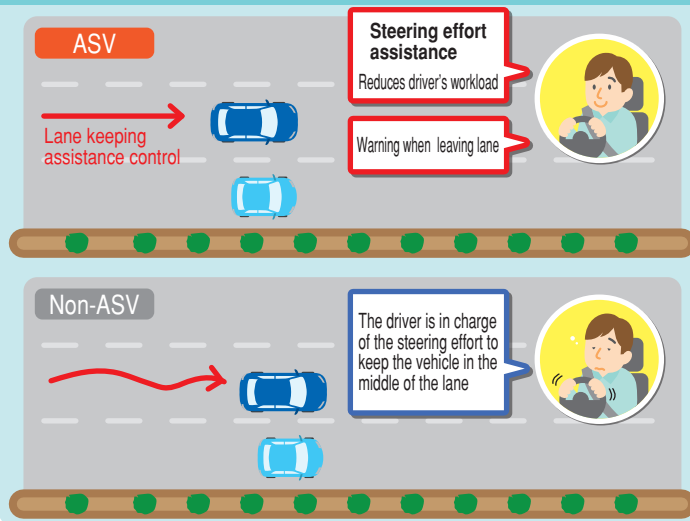 ASV
Steering effort
assistance
Reduces driver's workload
Lane keeping
assistance control
Warning when leaving lane
Non-ASV
The driver is in charge
of the steering effort to
keep the vehicle in the
middle of the lane